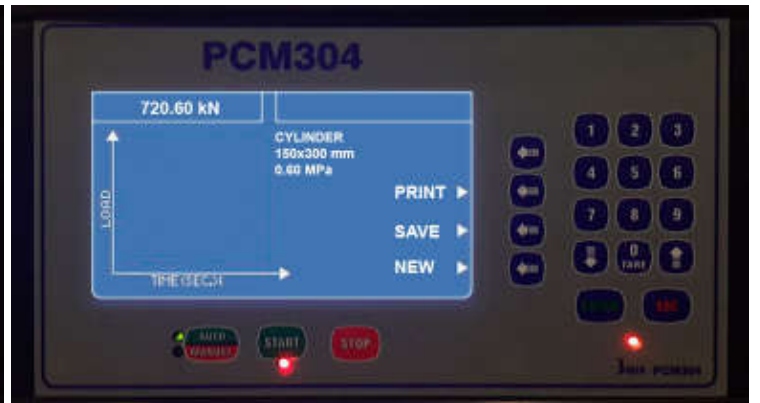 PCM304
720.60 kN
CYLINDER
150x300 mm
0.60 MPa
LOAD
PRINT
SAVE
NEW
TIME (SEC.)
1 2 3
4 5 6
7 8 9
0
TARE
AUTO
MANUAL
START
STOP
ESC
PCM304